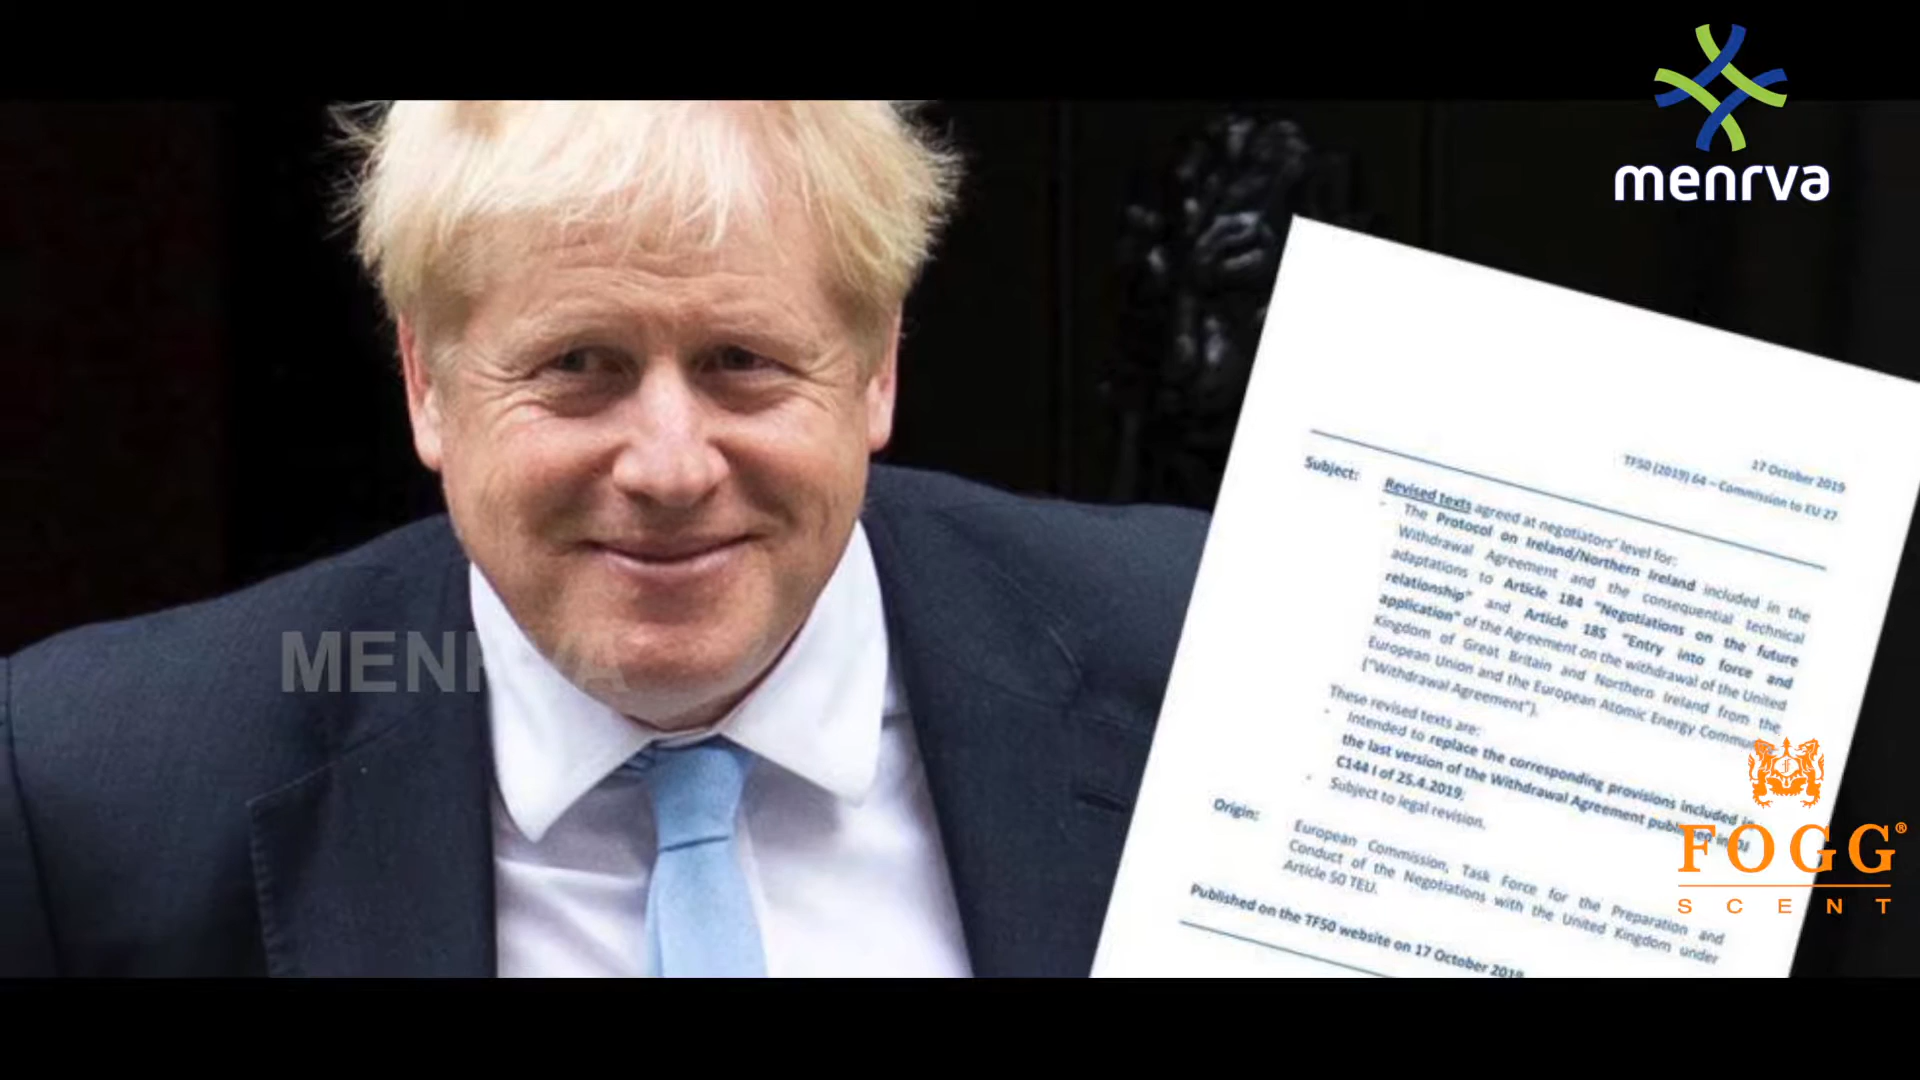 menrva
17 October 2019
TF50 (2019) 64 – Commission to EU 27
Subject: Revised texts agreed at negotiators' level for:
- The Protocol on Ireland/Northern Ireland included in the
Withdrawal Agreement and the consequential technical
adaptations to Article 184 "Negotiations on the future
relationship" and Article 185 "Entry into force and
application" of the Agreement on the withdrawal of the United
Kingdom of Great Britain and Northern Ireland from the
European Union and the European Atomic Energy
("Withdrawal Agreement").
These revised texts are:
- Intended to replace the corresponding provisions included in
the last version of the Withdrawal Agreement published in OJ
C144 I of 25.4.2019;
- Subject to legal revision.
Origin: European Commission, Task Force for the Preparation and
Conduct of the Negotiations with the United Kingdom under
Article 50 TEU.
Published on the TF50 website on 17 October 2019
MENRVA
FOGG®
SCENT